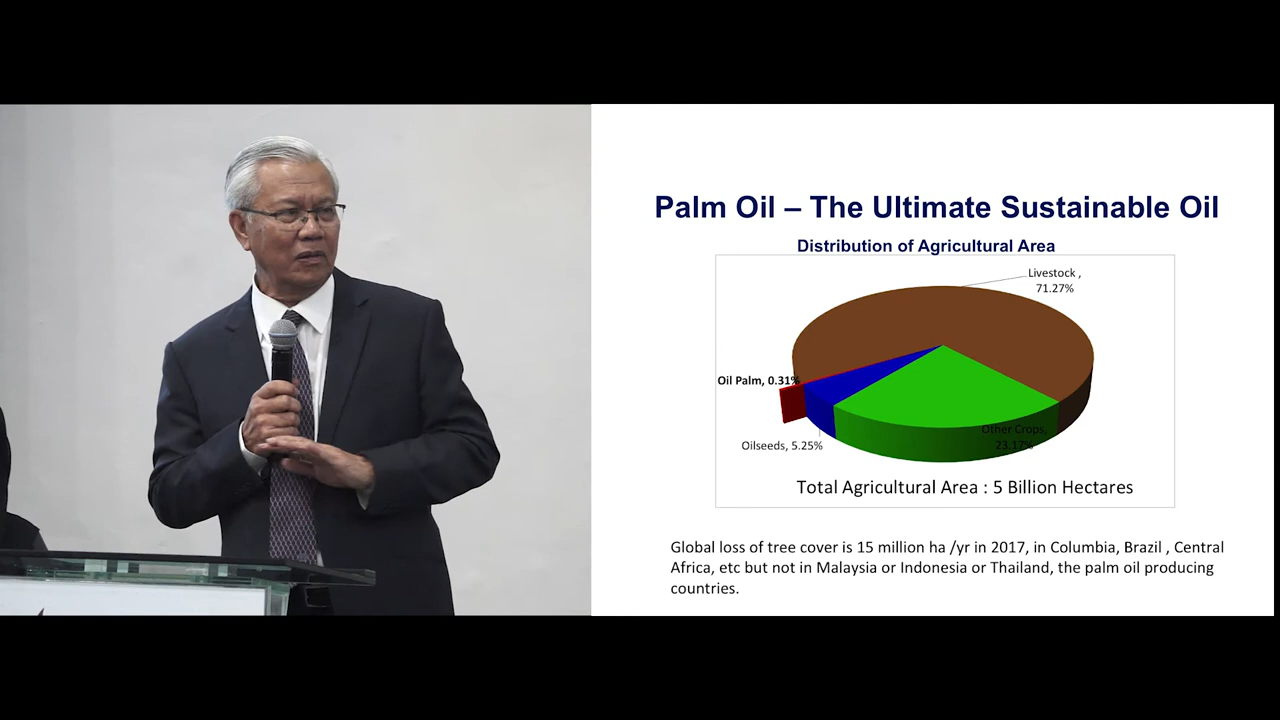 Palm Oil – The Ultimate Sustainable Oil
Distribution of Agricultural Area
Livestock ,
71.27%
Oil Palm, 0.31%
Other Crops,
23.17%
Oilseeds, 5.25%
Total Agricultural Area : 5 Billion Hectares
Global loss of tree cover is 15 million ha /yr in 2017, in Columbia, Brazil , Central
Africa, etc but not in Malaysia or Indonesia or Thailand, the palm oil producing
countries.